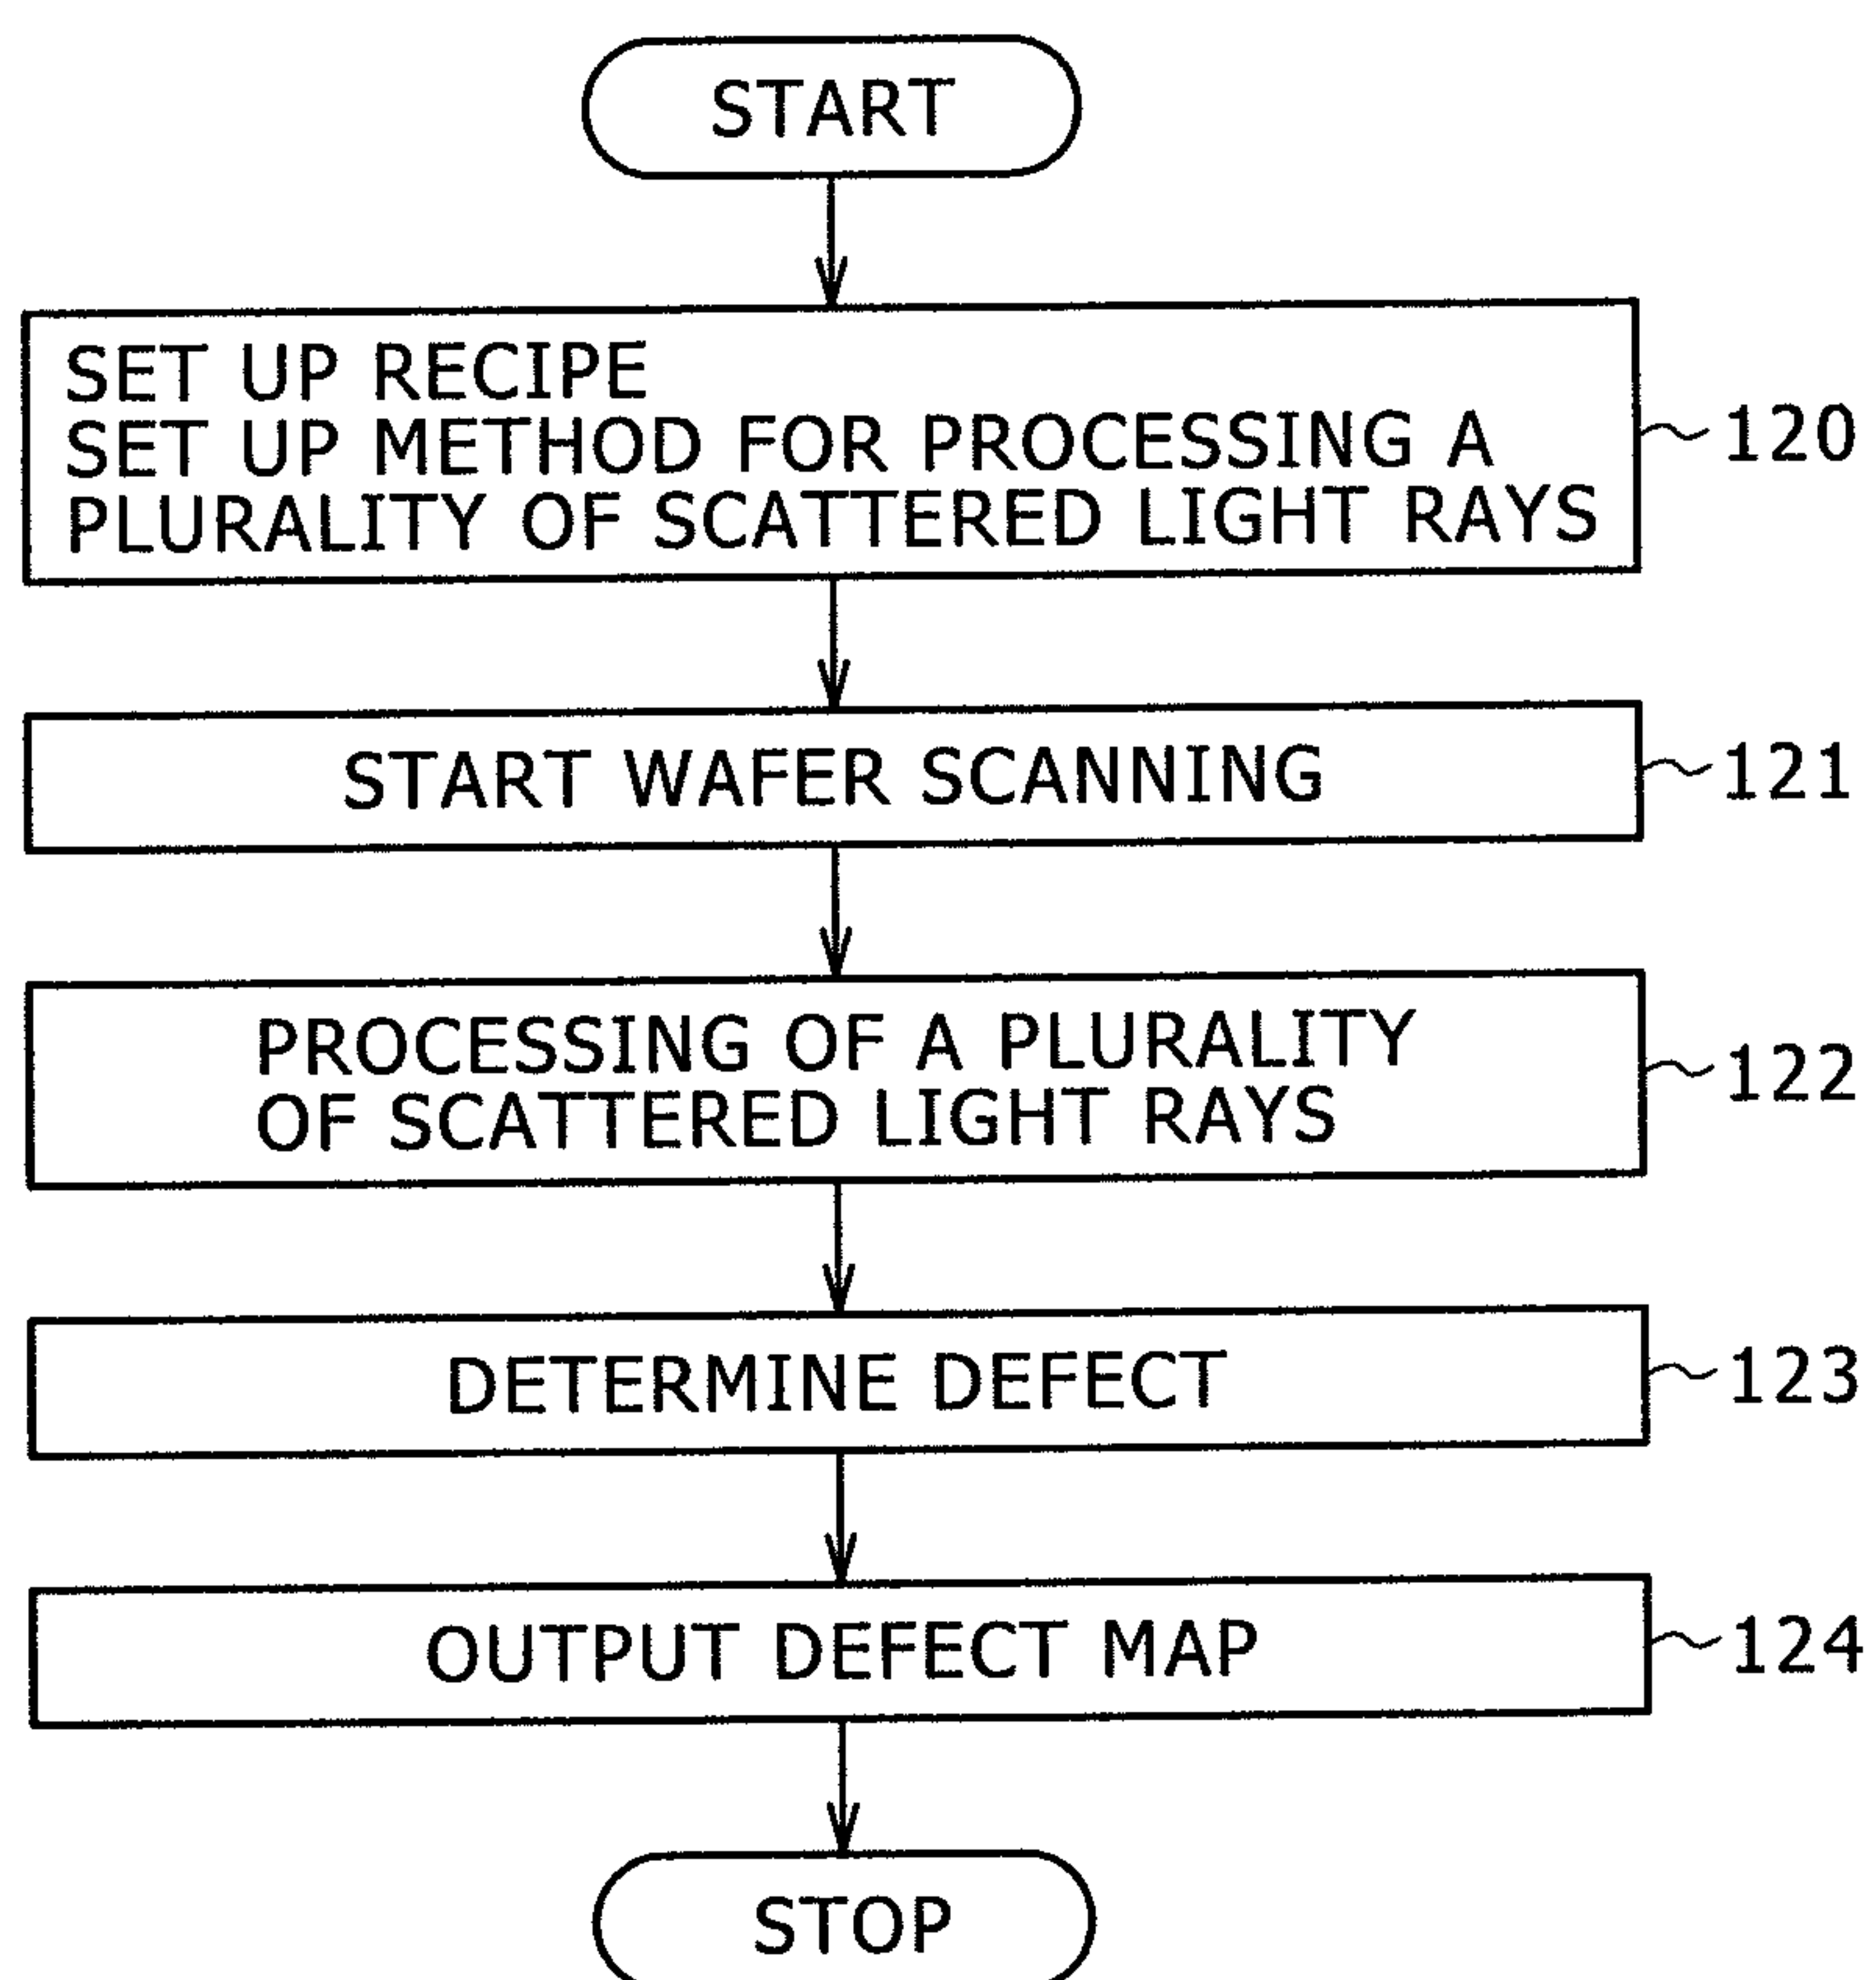 START
SET UP RECIPE
SET UP METHOD FOR PROCESSING A
PLURALITY OF SCATTERED LIGHT RAYS
120
START WAFER SCANNING
121
PROCESSING OF A PLURALITY
OF SCATTERED LIGHT RAYS
122
DETERMINE DEFECT
123
OUTPUT DEFECT MAP
124
STOP